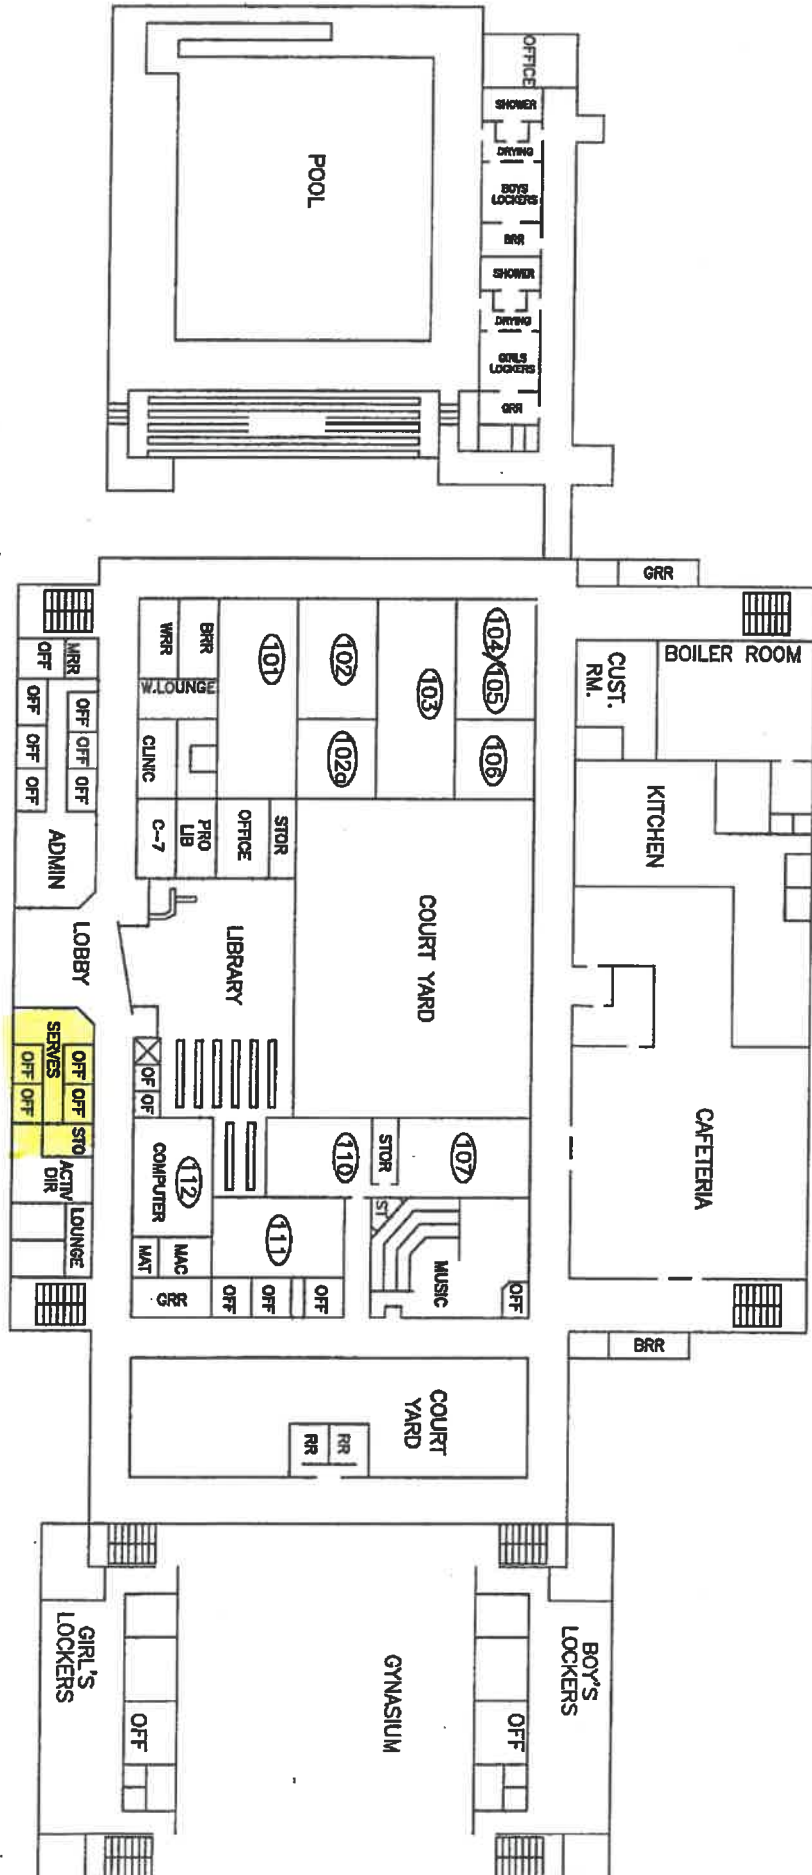 OFFICE
SHOWER
DRYING
BOYS
LOCKERS
BRR
SHOWER
DRYING
GIRLS
LOCKERS
GRR
POOL
GRR
BOILER ROOM
CUST.
RM.
KITCHEN
CAFETERIA
BRR
104/105
106
103
102
102a
101
BRR
WRR
W.LOUNGE
CLINIC
C-7
PRO
LIB
OFFICE
STOR
COURT YARD
LIBRARY
OF
OF
MRR
OFF
OFF
OFF
OFF
OFF
OFF
OFF
ADMIN
LOBBY
SERVES
OFF
OFF
OFF
OFF
STO
ACTIV
DIR
LOUNGE
112
COMPUTER
MAT
MAC
GRR
110
STOR
107
111
ST
MUSIC
OFF
OFF
OFF
OFF
COURT
YARD
RR
RR
GIRL'S
LOCKERS
OFF
GYNASIUM
BOY'S
LOCKERS
OFF